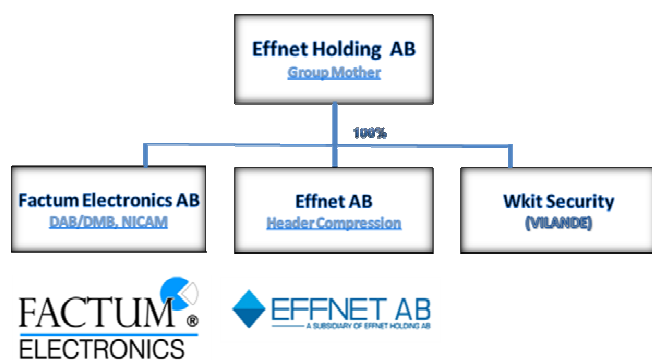 Effnet Holding AB
Group Mother
100%
Factum Electronics AB
DAB/DMB, NICAM
Effnet AB
Header Compression
Wkit Security
(VILANDE)
FACTUM ®
ELECTRONICS
EFFNET AB
A SUBSIDIARY OF EFFNET HOLDING AB